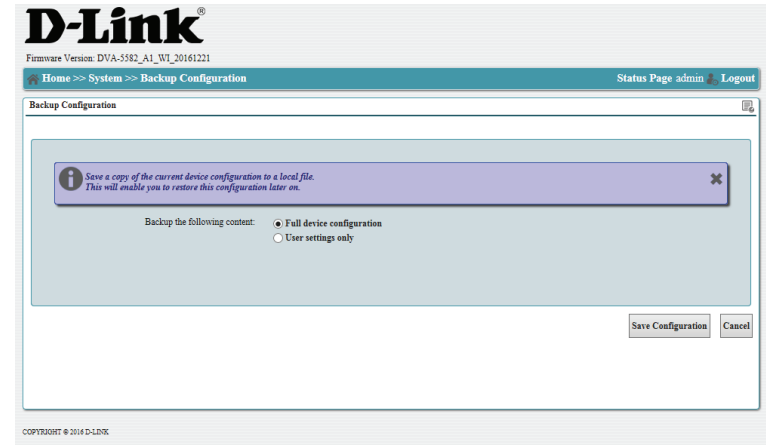 D-Link®
Firmware Version: DVA-5582_A1_WI_20161221
Home >> System >> Backup Configuration
Status Page admin Logout
Backup Configuration
Save a copy of the current device configuration to a local file.
This will enable you to restore this configuration later on.
Backup the following content: Full device configuration
User settings only
Save Configuration Cancel
COPYRIGHT © 2016 D-LINK